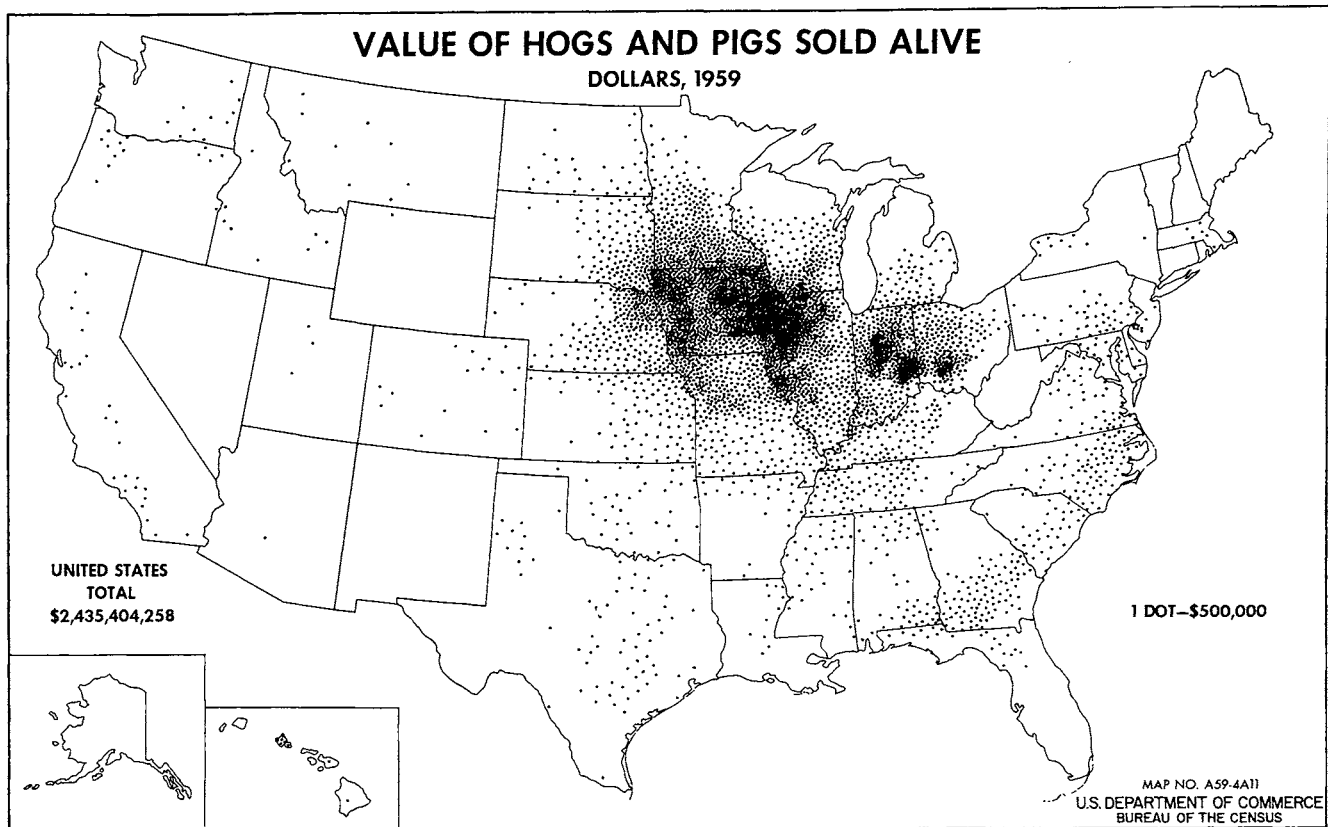 VALUE OF HOGS AND PIGS SOLD ALIVE
DOLLARS, 1959
UNITED STATES
TOTAL
$2,435,404,258
1 DOT—$500,000
MAP NO. A59-4A11
U.S. DEPARTMENT OF COMMERCE
BUREAU OF THE CENSUS